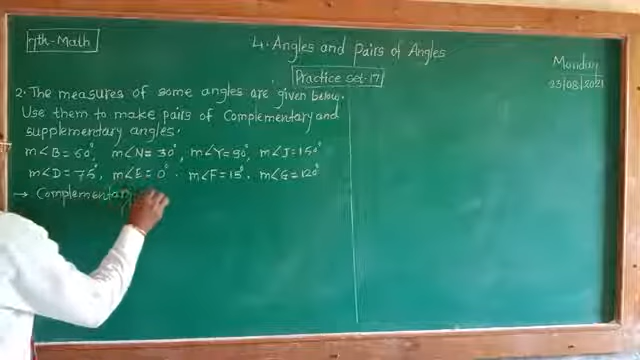 7th-Math
4. Angles and Pairs of Angles
Practice Set-17
Monday
23/08/2021
2. The measures of some angles are given below.
Use them to make pairs of Complementary and
supplementary angles.
m∠B=60°, m∠N=30°, m∠Y=90°, m∠J=150°
m∠D=75°, m∠E=0°. m∠F=15°. m∠G=120°
→ Complementary